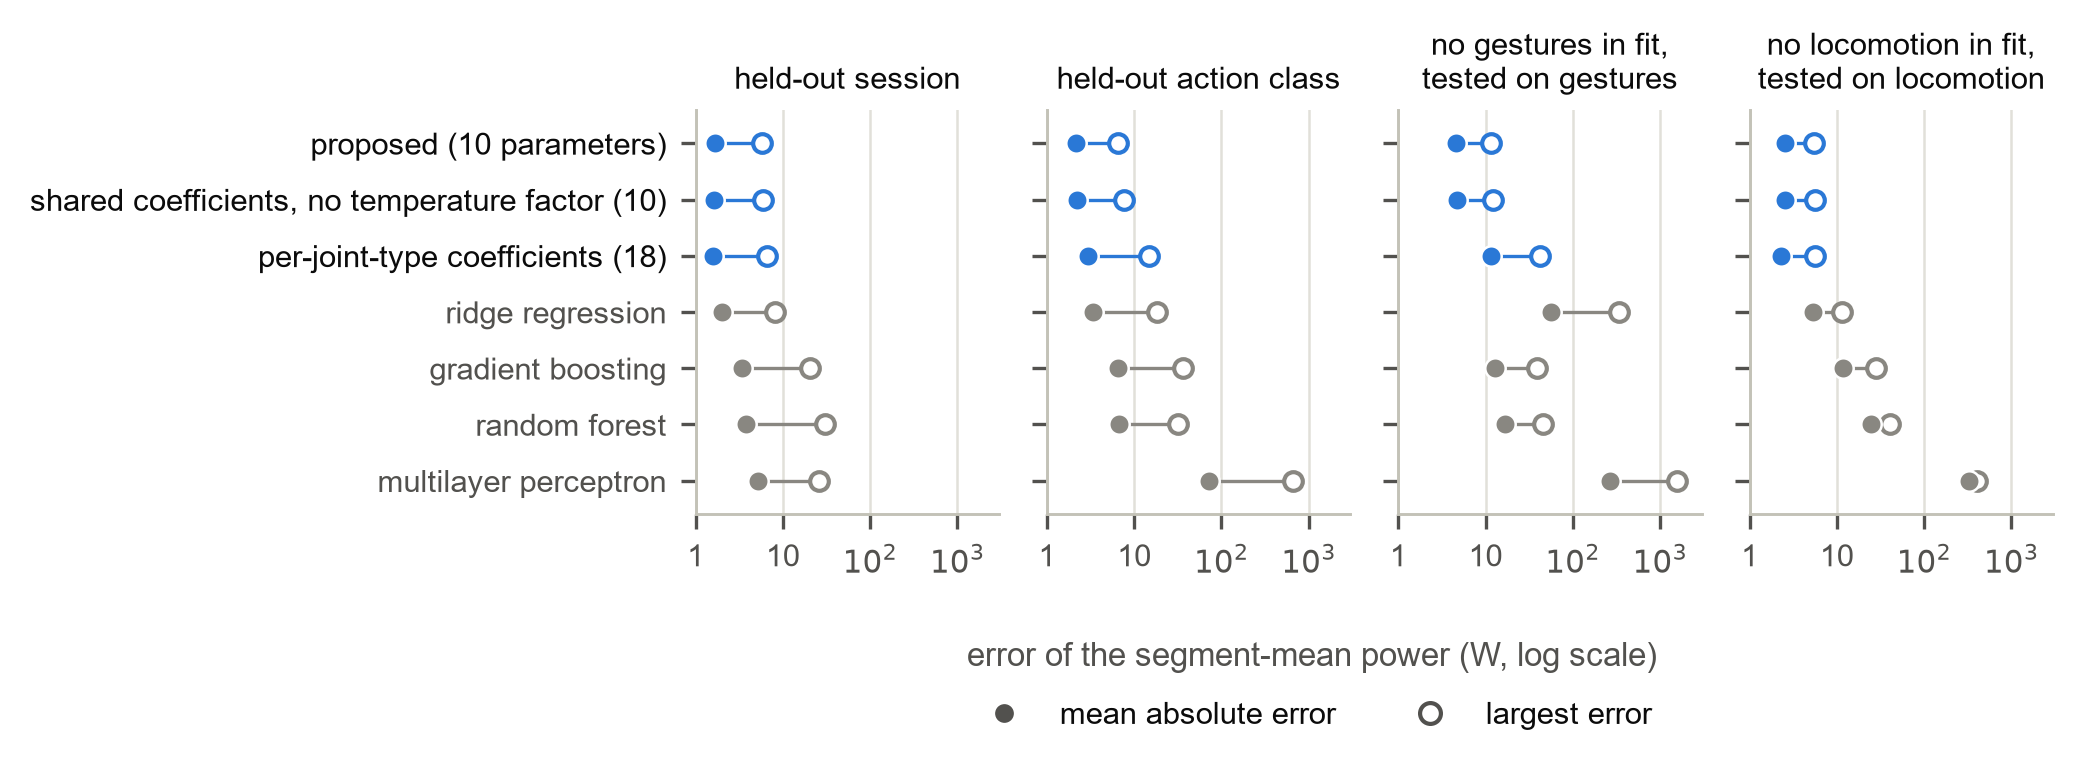 no gestures in fit,
no locomotion in fit,
held-out session
held-out action class
tested on gestures
tested on locomotion
proposed (10 parameters)
shared coefficients, no temperature factor (10)
per-joint-type coefficients (18)
ridge regression
gradient boosting
random forest
multilayer perceptron
1 10 10² 10³
1 10 10² 10³
1 10 10² 10³
1 10 10² 10³
error of the segment-mean power (W, log scale)
mean absolute error
largest error